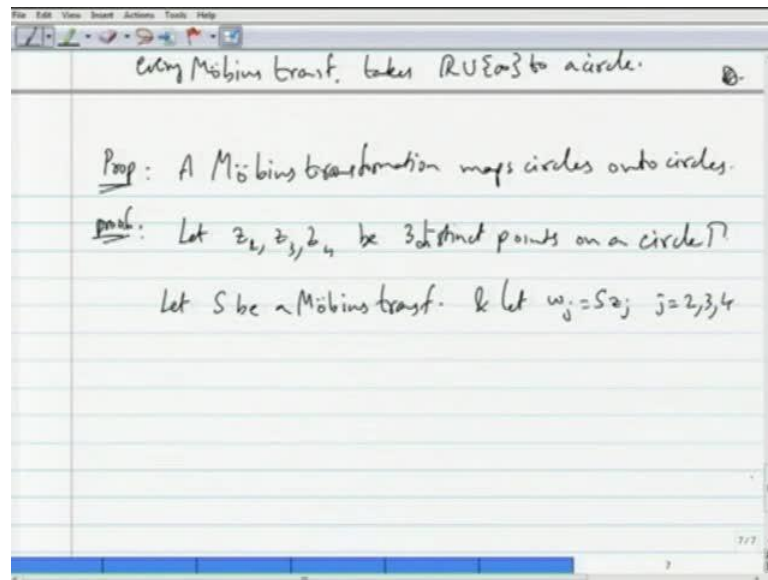 File Edit View Insert Actions Tools Help
every Möbius transf. takes ℝ∪{∞} to a circle.
Prop: A Möbius transformation maps circles onto circles.
proof: Let z₂, z₃, z₄ be 3 distinct points on a circle Γ.
Let S be a Möbius transf. & let wⱼ = Szⱼ j = 2,3,4
7/7
7